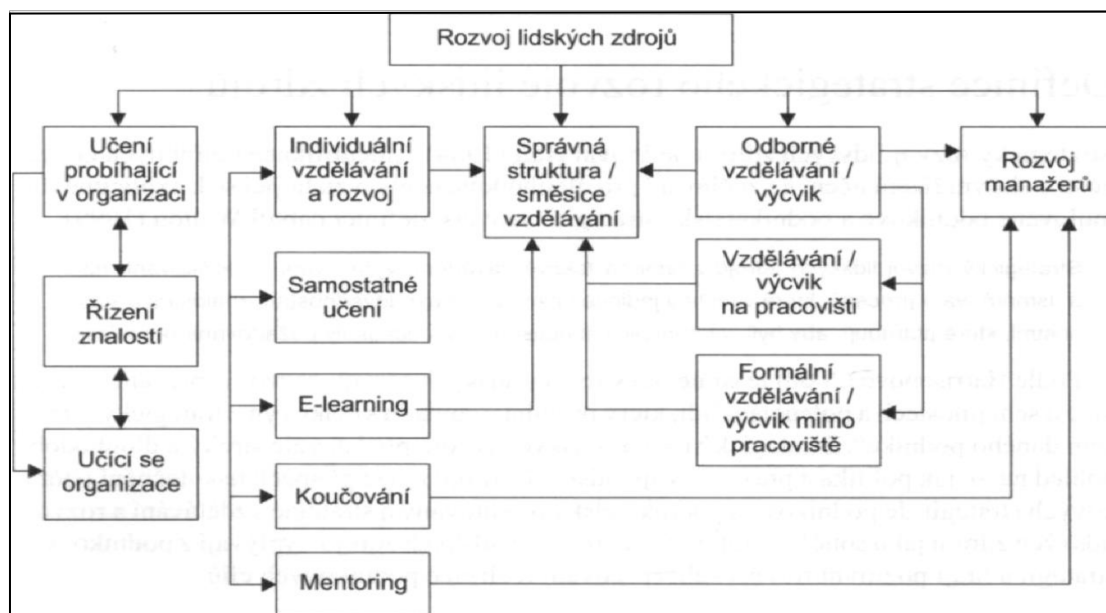 Rozvoj lidských zdrojů
Učení
probíhající
v organizaci
Individuální
vzdělávání
a rozvoj
Správná
struktura /
směsice
vzdělávání
Odborné
vzdělávání /
výcvik
Rozvoj
manažerů
Řízení
znalostí
Samostatné
učení
Vzdělávání /
výcvik
na pracovišti
E-learning
Formální
vzdělávání /
výcvik mimo
pracoviště
Učící se
organizace
Koučování
Mentoring